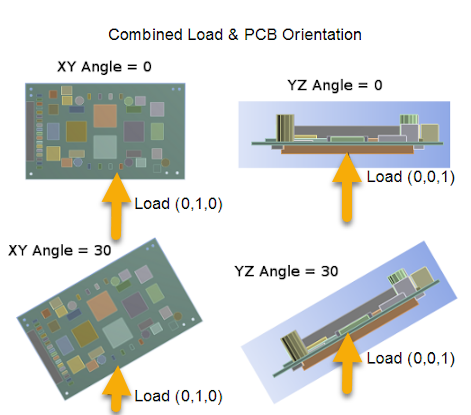 Combined Load & PCB Orientation
XY Angle = 0
YZ Angle = 0
Load (0,1,0)
Load (0,0,1)
XY Angle = 30
YZ Angle = 30
Load (0,1,0)
Load (0,0,1)